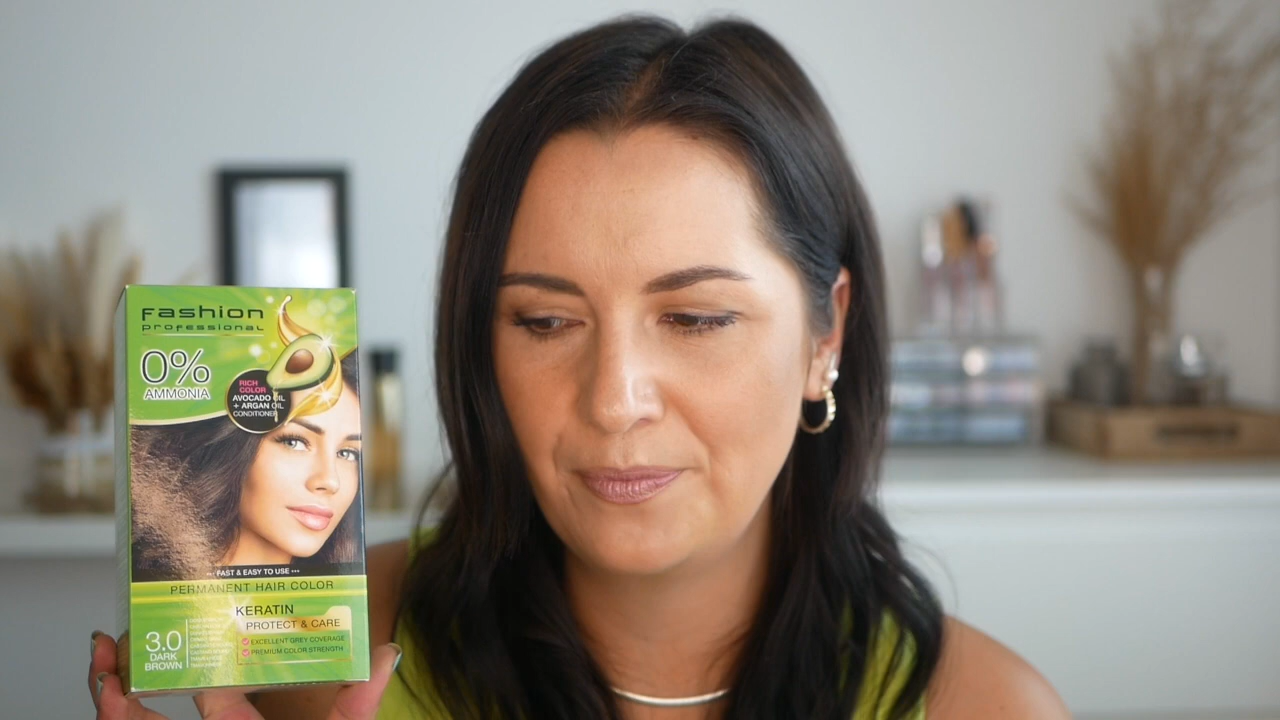 fashion
professional
0%
AMMONIA
RICH
COLOR
AVOCADO OIL
+ ARGAN OIL
CONDITIONER
FAST & EASY TO USE
PERMANENT HAIR COLOR
KERATIN
PROTECT & CARE
EXCELLENT GREY COVERAGE
PREMIUM COLOR STRENGTH
3.0
DARK
BROWN